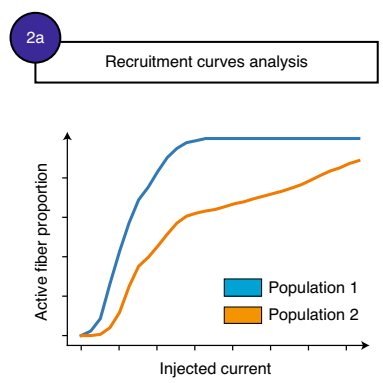 2a
Recruitment curves analysis
Active fiber proportion
Population 1
Population 2
Injected current